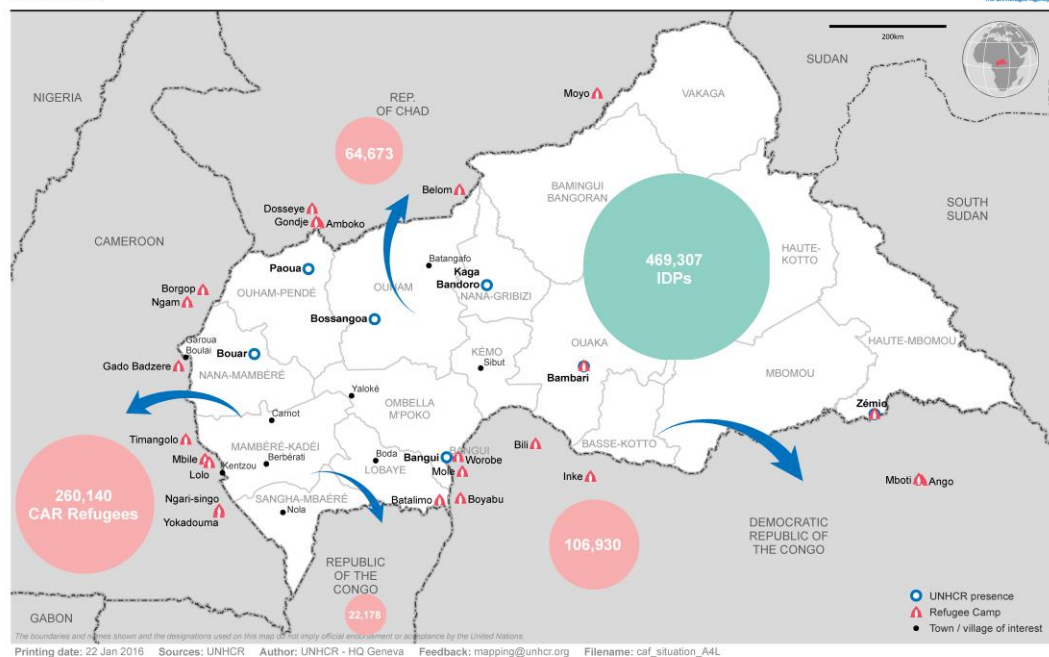 200km
SUDAN
NIGERIA
REP.
OF CHAD
64,673
Moyo
VAKAGA
Belom
BAMINGUI
BANGORAN
SOUTH
SUDAN
Dosseye
Gondje
Amboko
CAMEROON
Batangafo
469,307
IDPs
HAUTE-
KOTTO
Paoua
Kaga
Bandoro
OUHAM-PENDÉ
OUHAM
NANA-GRIBIZI
Borgop
Ngam
Bossangoa
Garoua
Boulai
Bouar
KÉMO
Sibut
OUAKA
HAUTE-MBOMOU
Gado Badzere
NANA-MAMBÉRÉ
Bambari
MBOMOU
Yaloké
OMBELLA
M'POKO
Zémio
Carnot
Timangolo
MAMBÉRÉ-KADÉI
BANGUI
Bili
BASSE-KOTTO
Mbile
Lolo
Kentzou
Berbérati
Boda
LOBAYE
Bangui
Worobe
Mole
Inke
Mboti
Ango
260,140
CAR Refugees
Ngari-singo
Yokadouma
SANGHA-MBAÉRÉ
Nola
Batalimo
Boyabu
106,930
DEMOCRATIC
REPUBLIC OF
THE CONGO
REPUBLIC
OF THE
CONGO
22,178
GABON
UNHCR presence
Refugee Camp
Town / village of interest
The boundaries and names shown and the designations used on this map do not imply official endorsement or acceptance by the United Nations.
Printing date: 22 Jan 2016 Sources: UNHCR Author: UNHCR - HQ Geneva Feedback: mapping@unhcr.org Filename: caf_situation_A4L